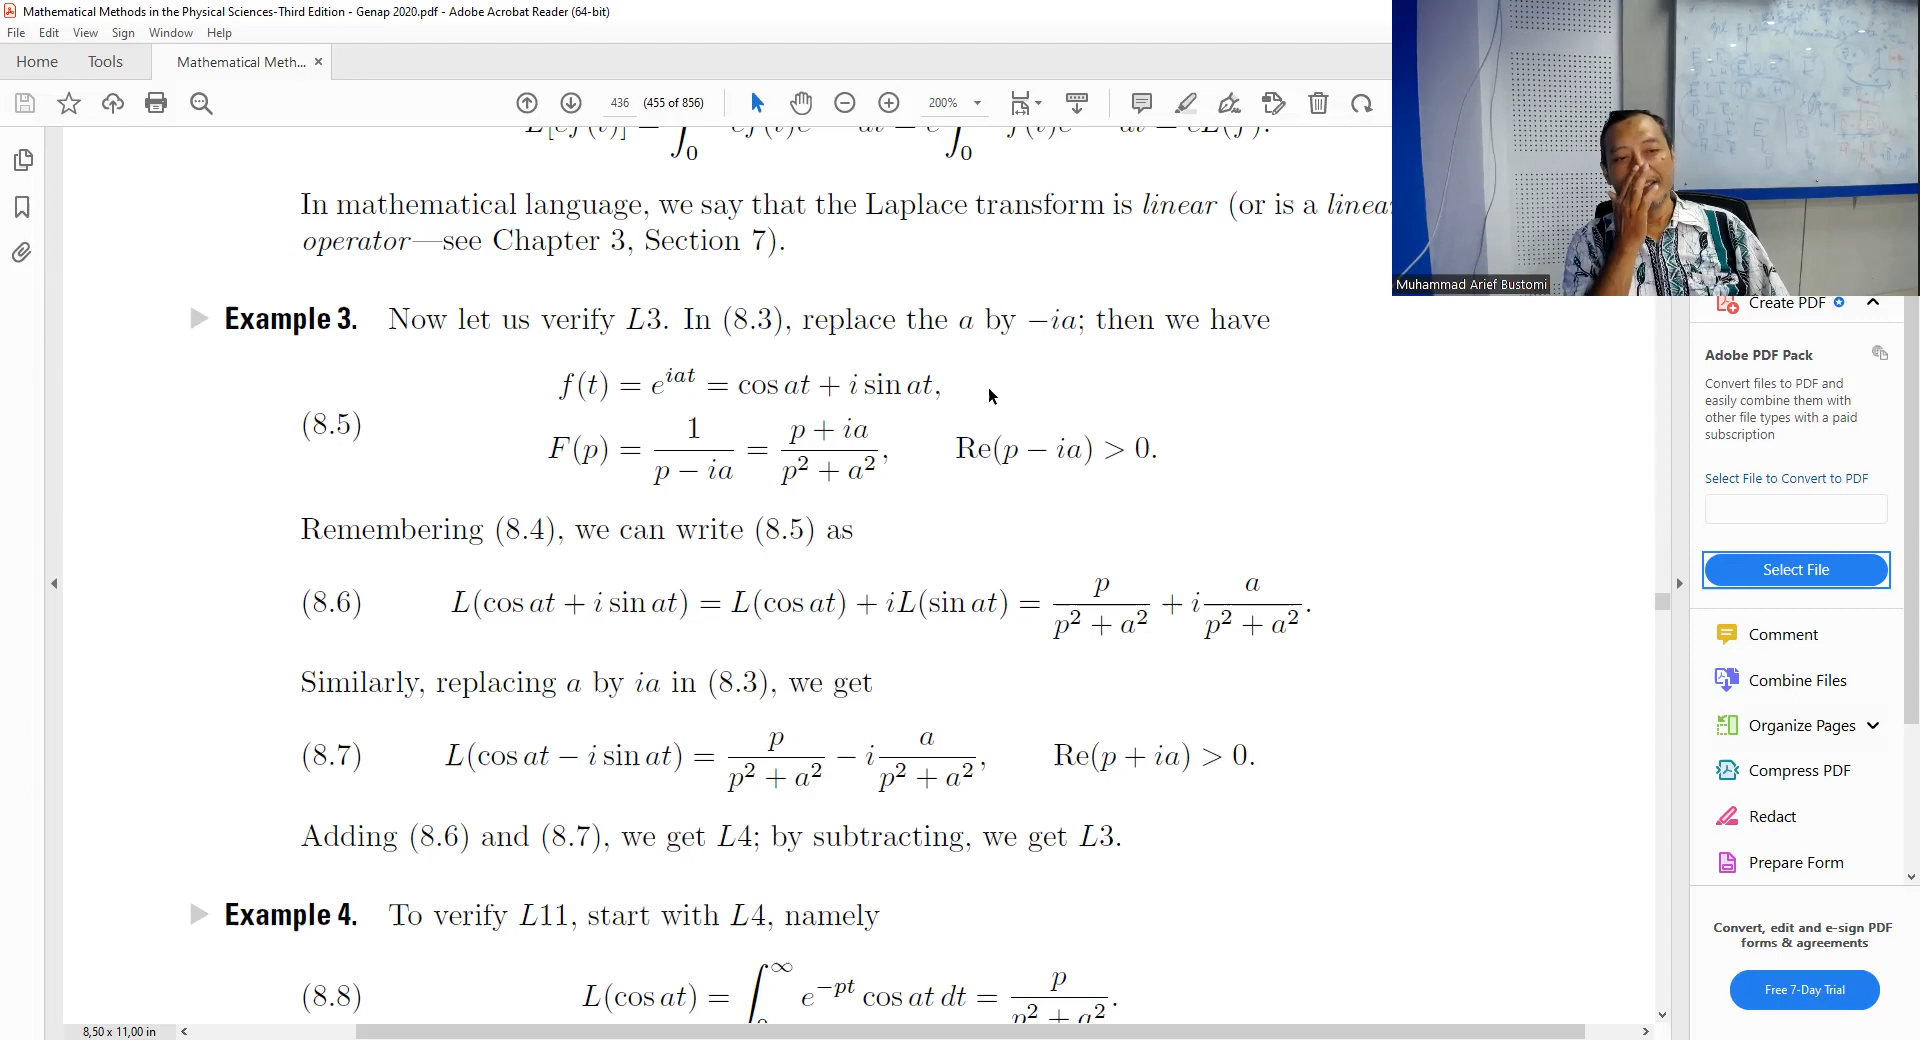 Mathematical Methods in the Physical Sciences-Third Edition - Genap 2020.pdf - Adobe Acrobat Reader (64-bit)
File Edit View Sign Window Help
Home Tools Mathematical Meth... ×
436 (455 of 856) 200%
In mathematical language, we say that the Laplace transform is linear (or is a linear
operator—see Chapter 3, Section 7).
Example 3. Now let us verify L3. In (8.3), replace the a by −ia; then we have
f(t) = e^{iat} = cos at + i sin at,
(8.5)
F(p) = 1/(p − ia) = (p + ia)/(p² + a²), Re(p − ia) > 0.
Remembering (8.4), we can write (8.5) as
(8.6) L(cos at + i sin at) = L(cos at) + iL(sin at) = p/(p² + a²) + i a/(p² + a²).
Similarly, replacing a by ia in (8.3), we get
(8.7) L(cos at − i sin at) = p/(p² + a²) − i a/(p² + a²), Re(p + ia) > 0.
Adding (8.6) and (8.7), we get L4; by subtracting, we get L3.
Example 4. To verify L11, start with L4, namely
(8.8) L(cos at) = ∫₀^∞ e^{−pt} cos at dt = p/(p² + a²).
8,50 x 11,00 in
Muhammad Arief Bustomi
Create PDF
Adobe PDF Pack
Convert files to PDF and
easily combine them with
other file types with a paid
subscription
Select File to Convert to PDF
Select File
Comment
Combine Files
Organize Pages
Compress PDF
Redact
Prepare Form
Convert, edit and e-sign PDF
forms & agreements
Free 7-Day Trial